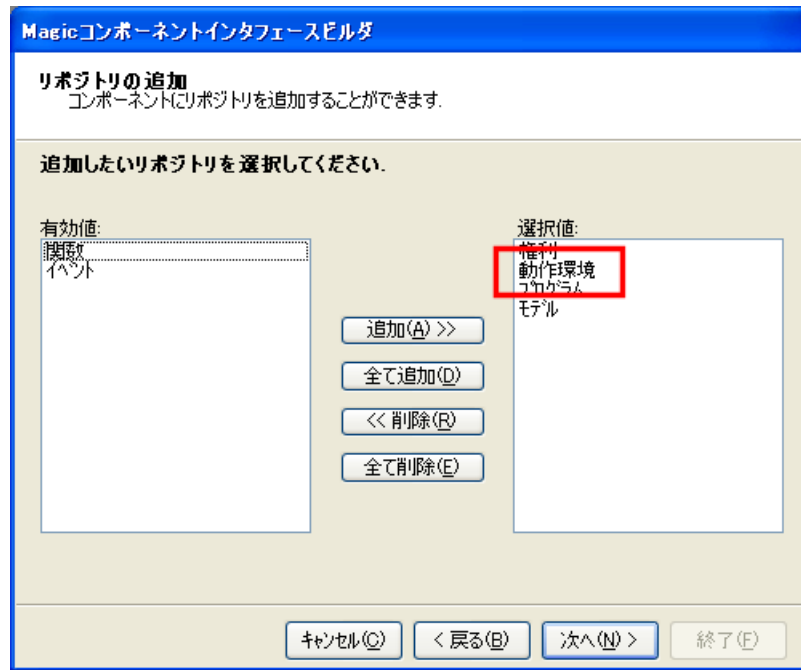 Magicコンポーネントインタフェースビルダ
リポジトリの追加
コンポーネントにリポジトリを追加することができます.
追加したいリポジトリを選択してください.
有効値:
関数
イベント
選択値:
権利
動作環境
プログラム
モデル
追加(A) >>
全て追加(D)
<< 削除(R)
全て削除(E)
キャンセル(C)
< 戻る(B)
次へ(N) >
終了(F)